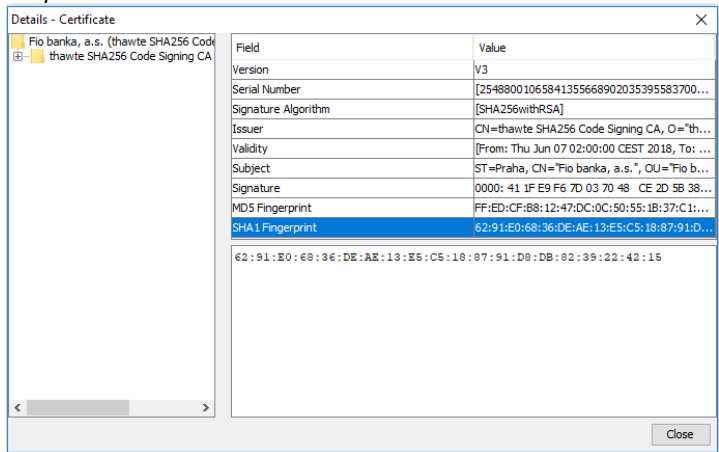 Details - Certificate
Fio banka, a.s. (thawte SHA256 Code
thawte SHA256 Code Signing CA
Field Value
Version V3
Serial Number [2548800106584135566890203539558370​0...
Signature Algorithm [SHA256withRSA]
Issuer CN=thawte SHA256 Code Signing CA, O="th...
Validity [From: Thu Jun 07 02:00:00 CEST 2018, To: ...
Subject ST=Praha, CN="Fio banka, a.s.", OU="Fio b...
Signature 0000: 41 1F E9 F6 7D 03 70 48 CE 2D 5B 38...
MD5 Fingerprint FF:ED:CF:B8:12:47:DC:0C:50:55:1B:37:C1:...
SHA1 Fingerprint 62:91:E0:68:36:DE:AE:13:E5:C5:18:87:91:D...
62:91:E0:68:36:DE:AE:13:E5:C5:18:87:91:D8:DB:82:39:22:42:15
Close